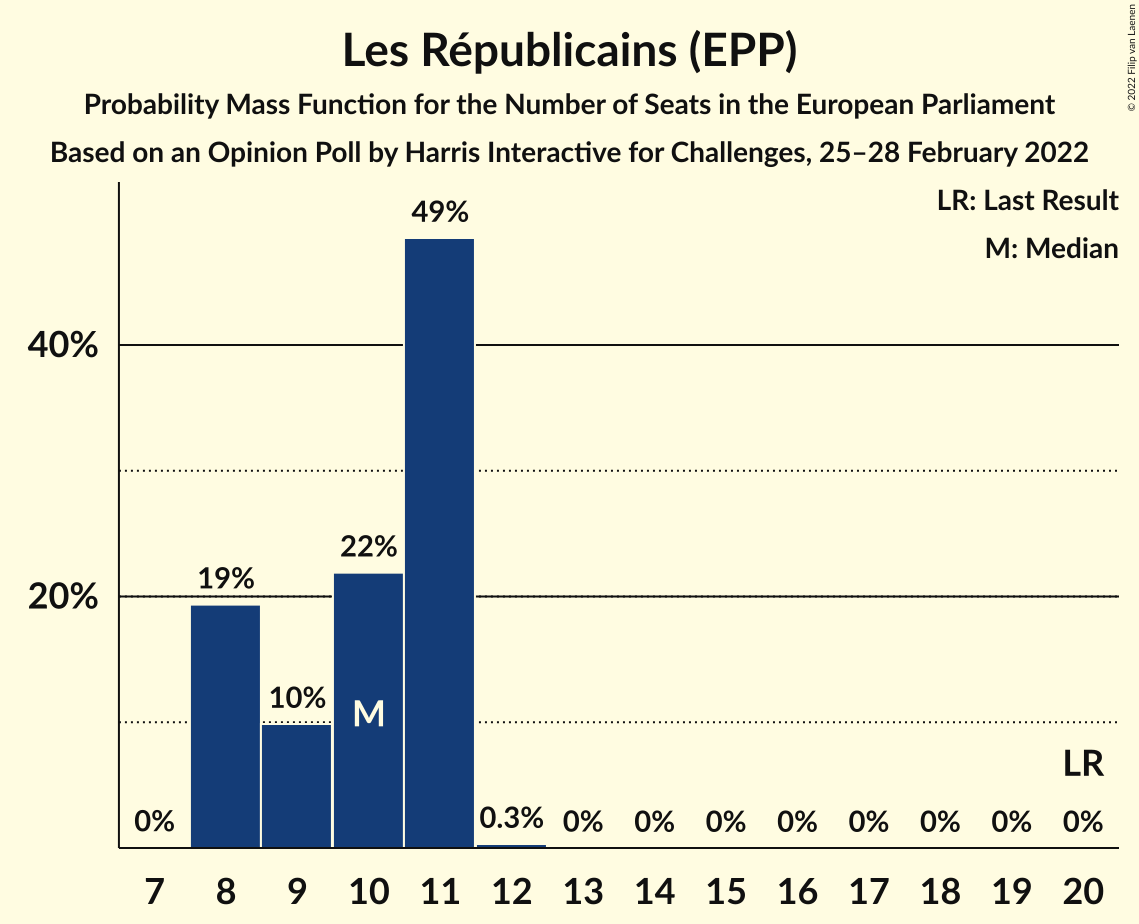 Les Républicains (EPP)
Probability Mass Function for the Number of Seats in the European Parliament
Based on an Opinion Poll by Harris Interactive for Challenges, 25–28 February 2022
© 2022 Filip van Laenen
LR: Last Result
M: Median
49%
40%
22%
19%
20%
10%
M
LR
0%
0.3%
0%
0%
0%
0%
0%
0%
0%
0%
7 8 9 10 11 12 13 14 15 16 17 18 19 20